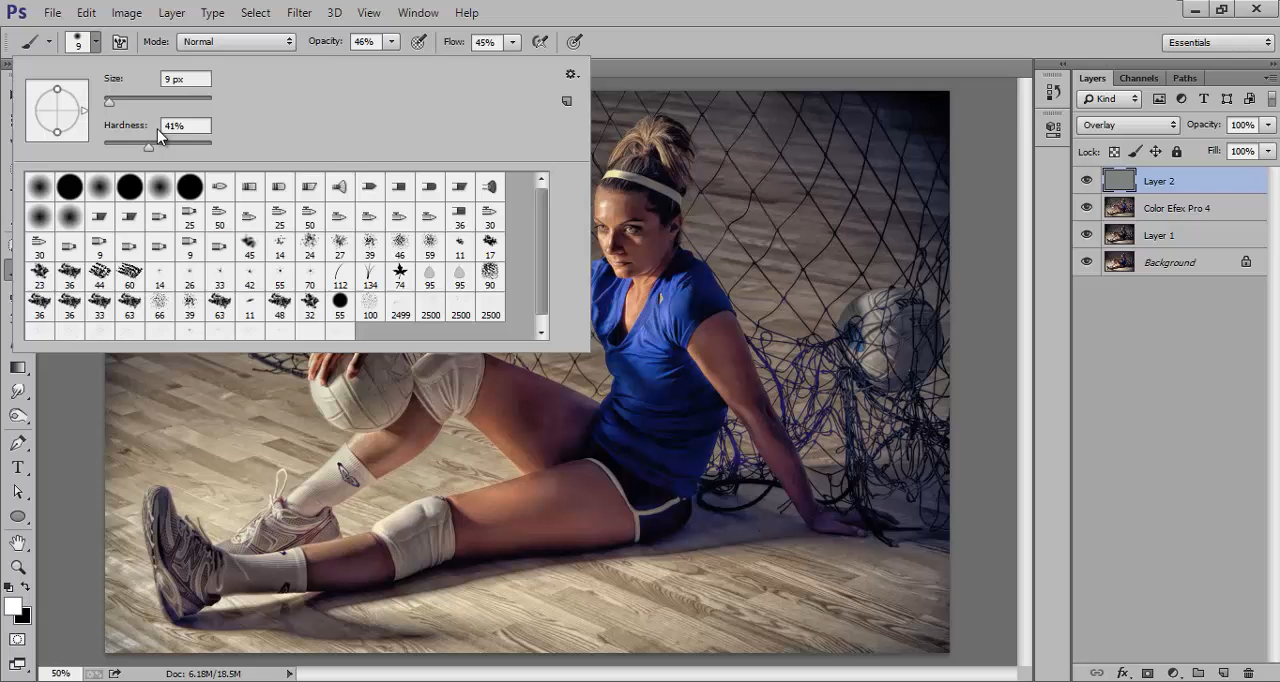 Ps File Edit Image Layer Type Select Filter 3D View Window Help
9 Mode: Normal Opacity: 46% Flow: 45% Essentials
Size: 9 px
Hardness: 41%
25 50 25 50 36 30
30 9 9 45 14 24 27 39 46 59 11 17
23 36 44 60 14 26 33 42 55 70 112 134 74 95 95 90
36 36 33 63 66 39 63 11 48 32 55 100 2499 2500 2500 2500
Layers Channels Paths
Kind T
Overlay Opacity: 100%
Lock: Fill: 100%
Layer 2
Color Efex Pro 4
Layer 1
Background
T
50% Doc: 6.18M/18.5M
fx